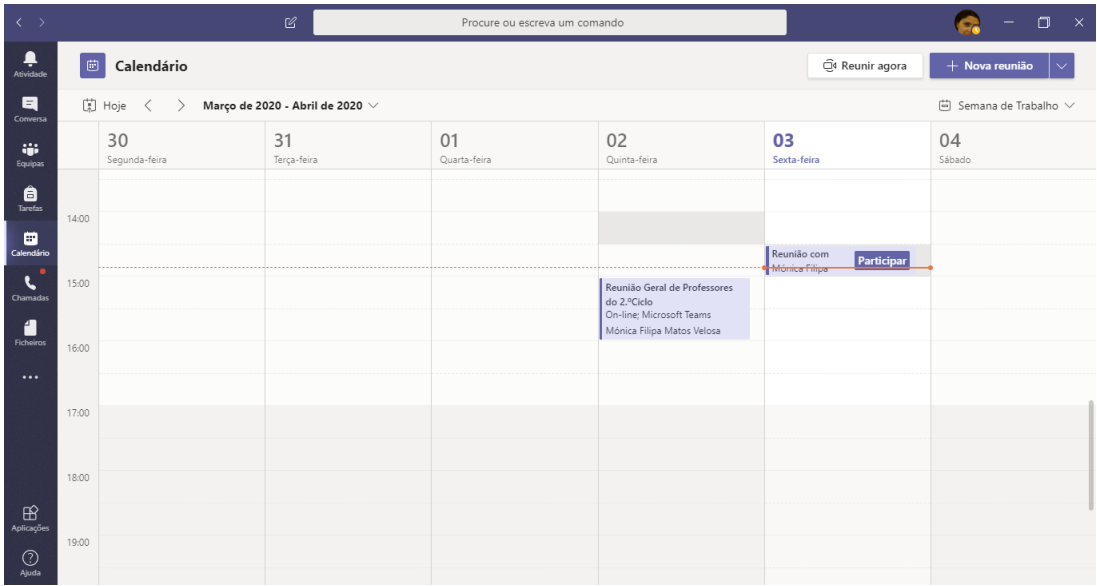 Procure ou escreva um comando
Atividade
Conversa
Equipas
Tarefas
Calendário
Chamadas
Ficheiros
Aplicações
Ajuda
Calendário
Reunir agora
+ Nova reunião
Hoje
Março de 2020 - Abril de 2020
Semana de Trabalho
30
Segunda-feira
31
Terça-feira
01
Quarta-feira
02
Quinta-feira
03
Sexta-feira
04
Sábado
14:00
15:00
16:00
17:00
18:00
19:00
Reunião Geral de Professores
do 2.ºCiclo
On-line; Microsoft Teams
Mónica Filipa Matos Velosa
Reunião com
Mónica Filipa
Participar